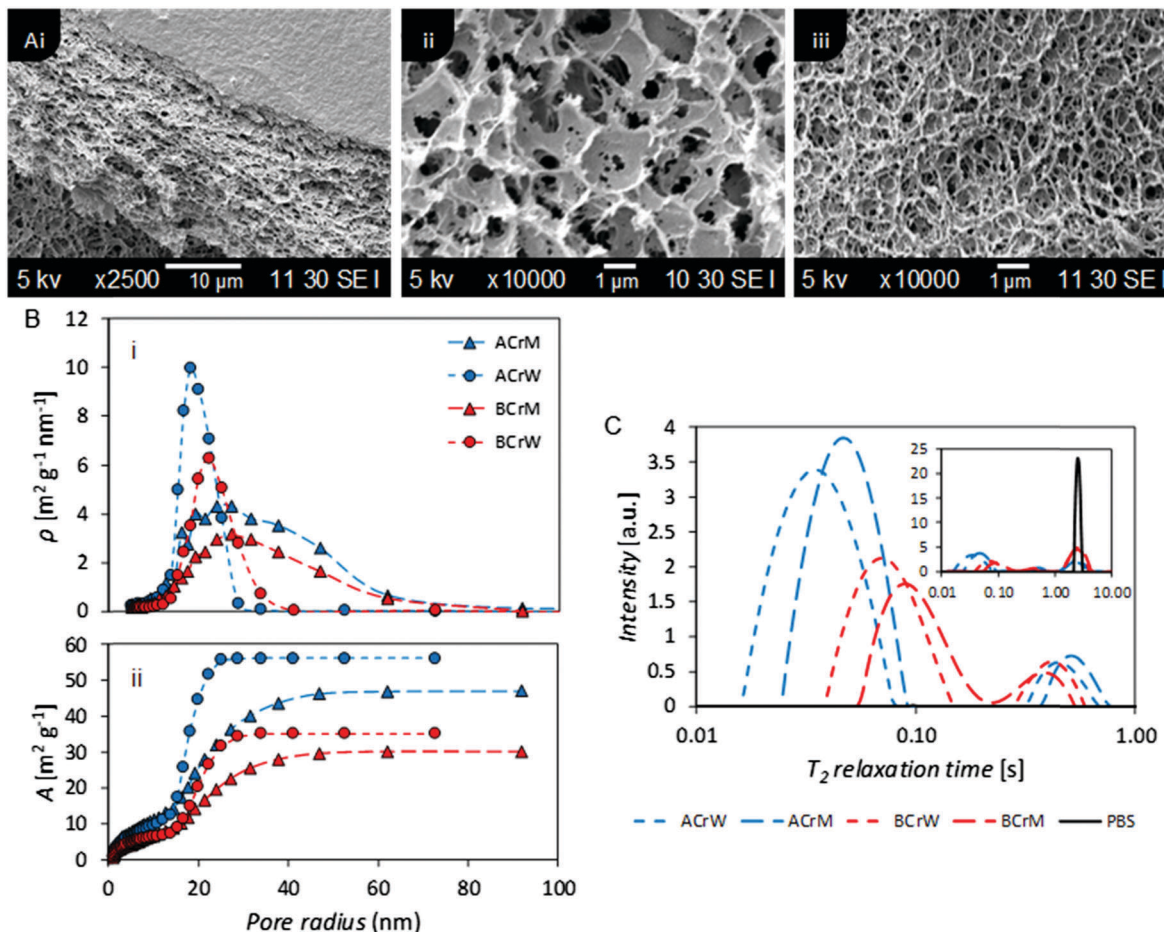 Ai
5 kv x2500 10 µm 11 30 SE I
ii
5 kv x10000 1 µm 10 30 SE I
iii
5 kv x10000 1 µm 11 30 SE I
B
i
12
10
8
6
4
2
0
ρ [m² g⁻¹ nm⁻¹]
ACrM
ACrW
BCrM
BCrW
ii
60
50
40
30
20
10
0
A [m² g⁻¹]
0 20 40 60 80 100
Pore radius (nm)
C
4
3.5
3
2.5
2
1.5
1
0.5
0
Intensity [a.u.]
25
20
15
10
5
0
0.01 0.10 1.00 10.00
0.01 0.10 1.00
T₂ relaxation time [s]
ACrW ACrM BCrW BCrM PBS